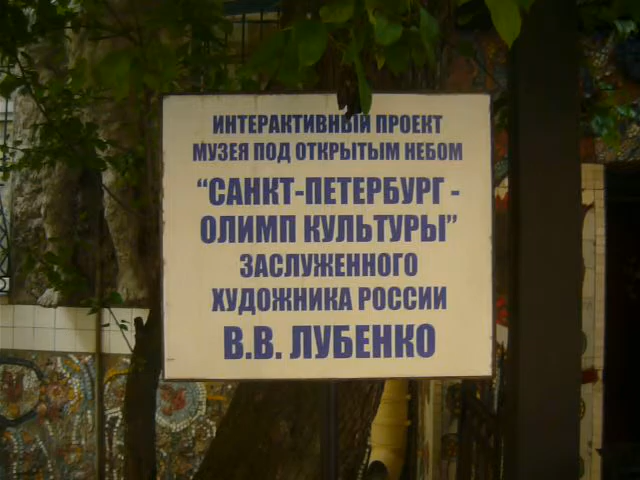 ИНТЕРАКТИВНЫЙ ПРОЕКТ
МУЗЕЯ ПОД ОТКРЫТЫМ НЕБОМ
“САНКТ-ПЕТЕРБУРГ -
ОЛИМП КУЛЬТУРЫ”
ЗАСЛУЖЕННОГО
ХУДОЖНИКА РОССИИ
В.В. ЛУБЕНКО